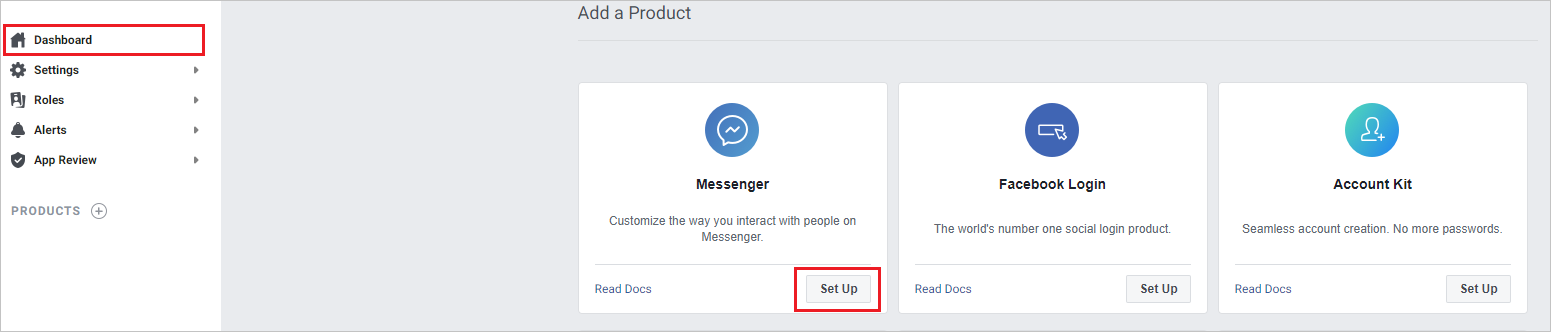 Dashboard
Settings
Roles
Alerts
App Review
PRODUCTS
Add a Product
Messenger
Customize the way you interact with people on
Messenger.
Read Docs
Set Up
Facebook Login
The world's number one social login product.
Read Docs
Set Up
Account Kit
Seamless account creation. No more passwords.
Read Docs
Set Up